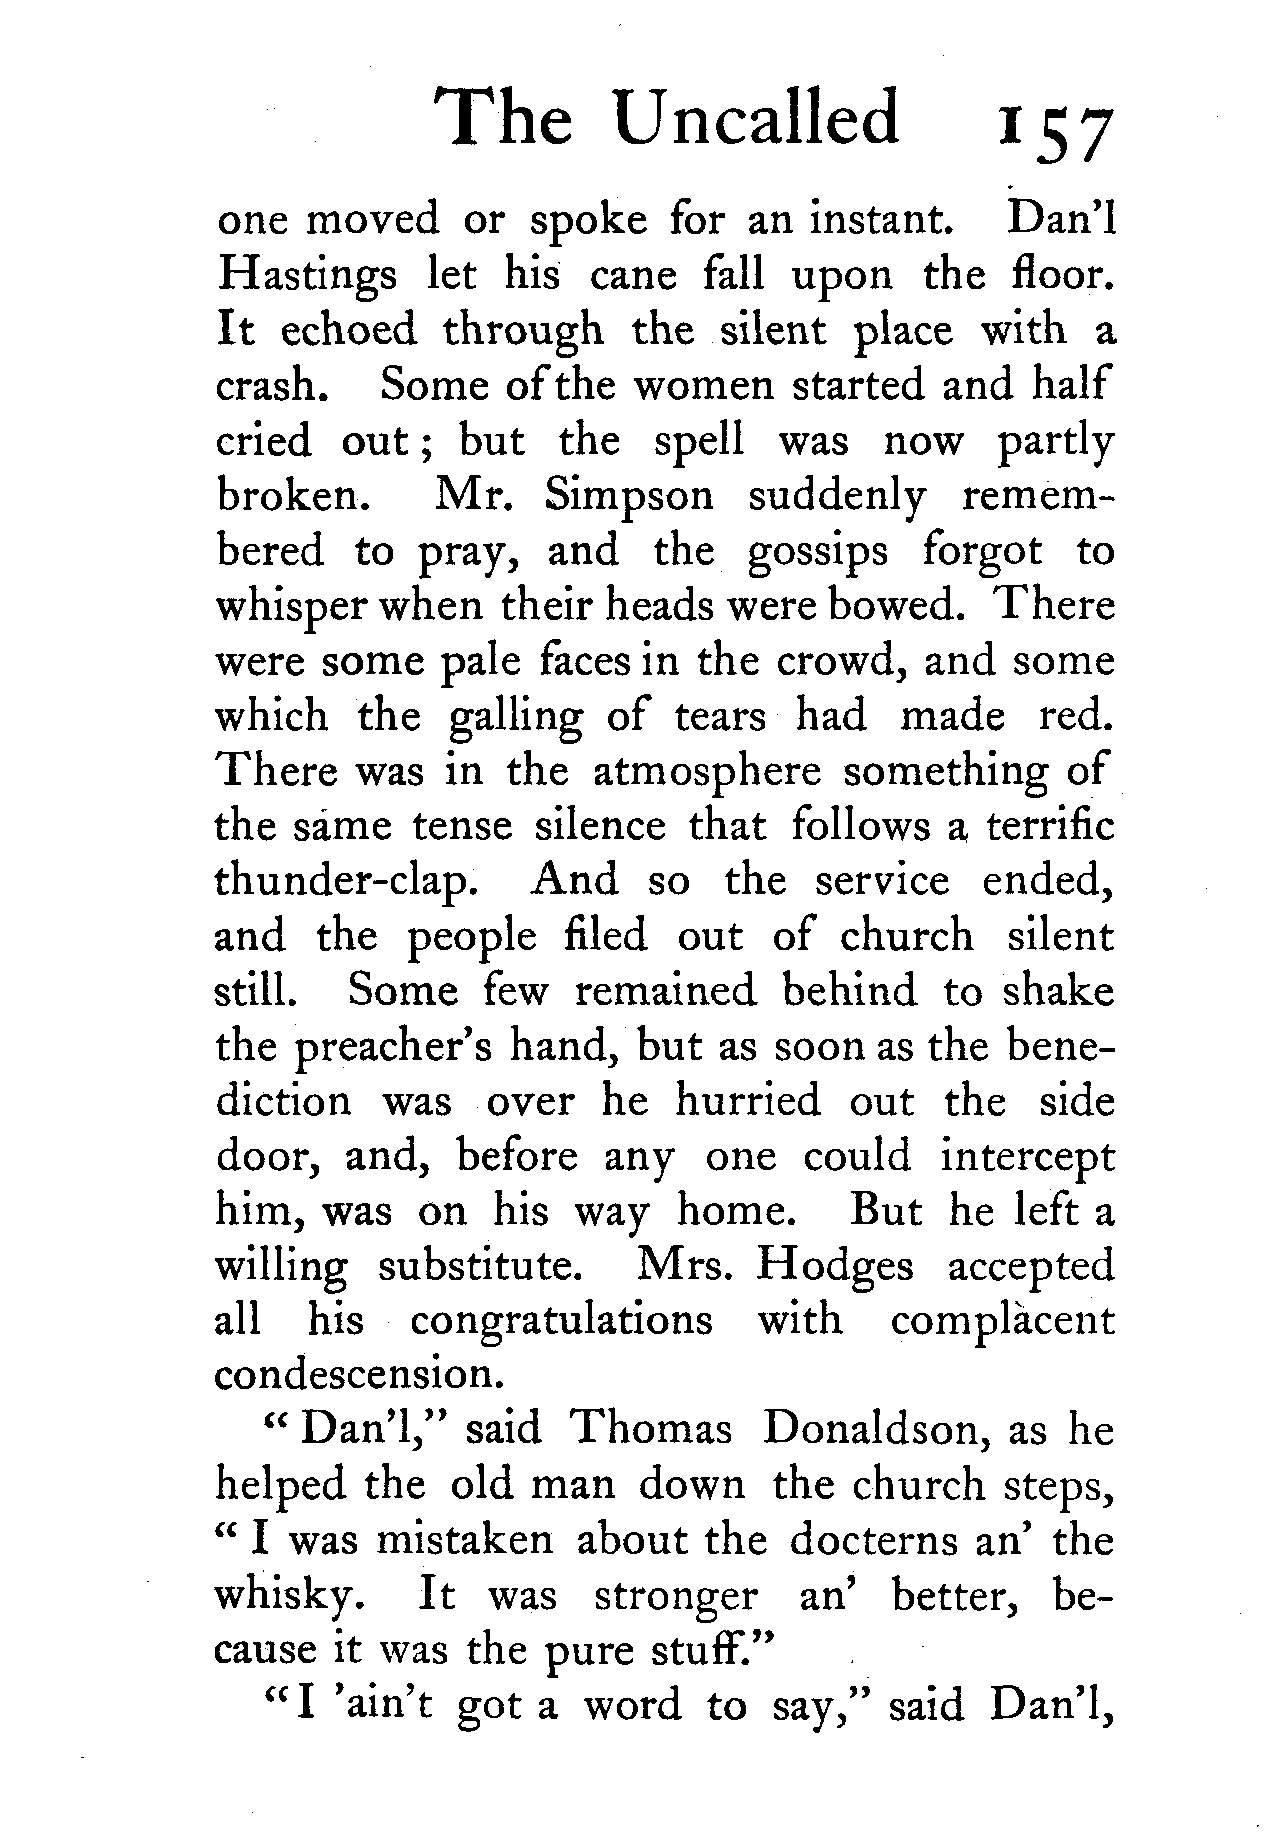 The Uncalled 157
one moved or spoke for an instant. Dan'l
Hastings let his cane fall upon the floor.
It echoed through the silent place with a
crash. Some of the women started and half
cried out ; but the spell was now partly
broken. Mr. Simpson suddenly remem-
bered to pray, and the gossips forgot to
whisper when their heads were bowed. There
were some pale faces in the crowd, and some
which the galling of tears had made red.
There was in the atmosphere something of
the same tense silence that follows a terrific
thunder-clap. And so the service ended,
and the people filed out of church silent
still. Some few remained behind to shake
the preacher's hand, but as soon as the bene-
diction was over he hurried out the side
door, and, before any one could intercept
him, was on his way home. But he left a
willing substitute. Mrs. Hodges accepted
all his congratulations with complacent
condescension.
" Dan'l," said Thomas Donaldson, as he
helped the old man down the church steps,
" I was mistaken about the docterns an' the
whisky. It was stronger an' better, be-
cause it was the pure stuff."
" I 'ain't got a word to say," said Dan'l,